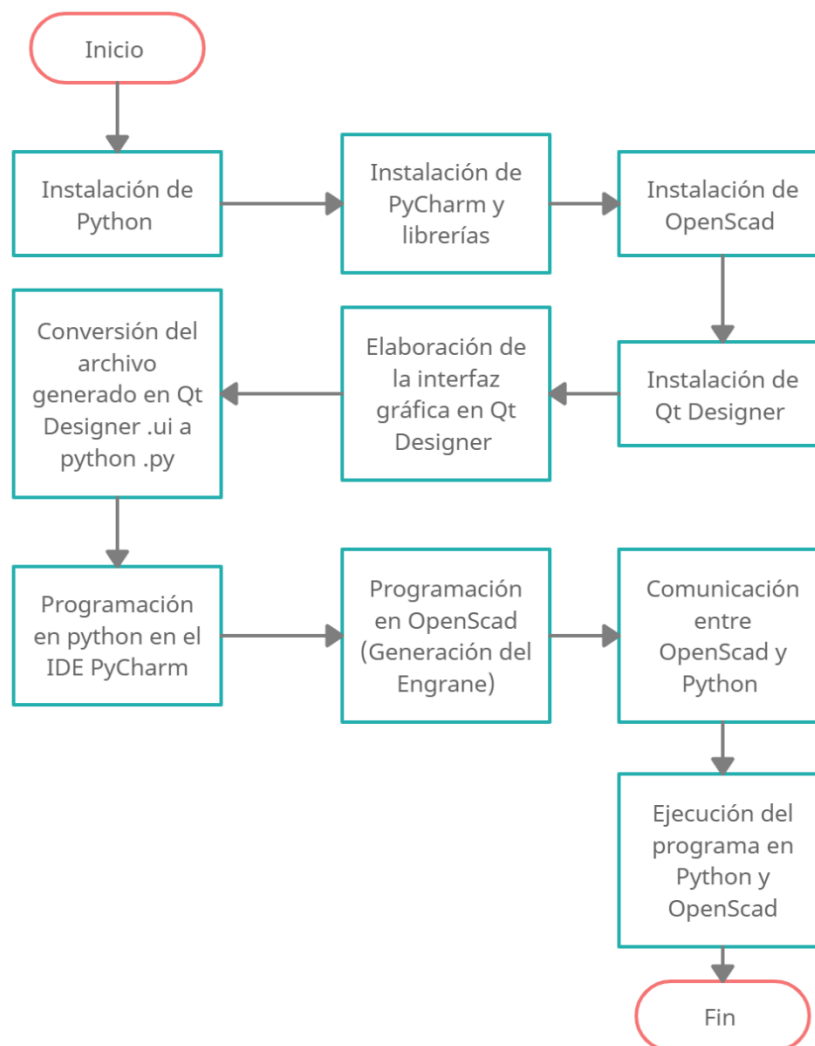 Inicio
Instalación de
Python
Instalación de
PyCharm y
librerías
Instalación de
OpenScad
Instalación de
Qt Designer
Elaboración de
la interfaz
gráfica en Qt
Designer
Conversión del
archivo
generado en Qt
Designer .ui a
python .py
Programación
en python en el
IDE PyCharm
Programación
en OpenScad
(Generación del
Engrane)
Comunicación
entre
OpenScad y
Python
Ejecución del
programa en
Python y
OpenScad
Fin